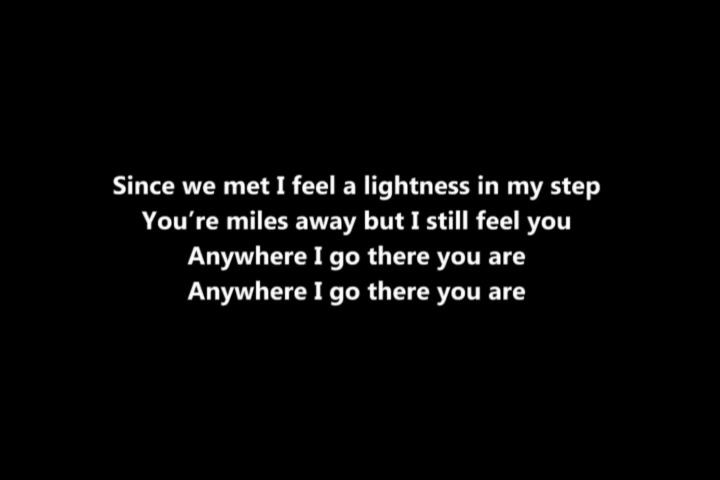 Since we met I feel a lightness in my step
You're miles away but I still feel you
Anywhere I go there you are
Anywhere I go there you are